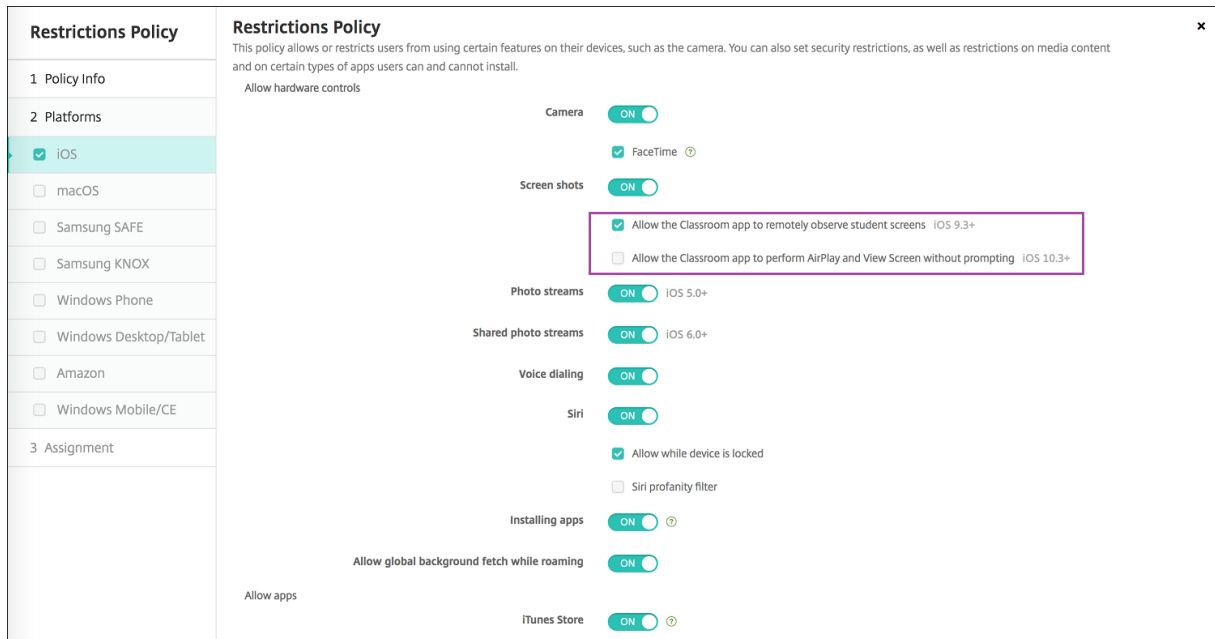 Restrictions Policy
1 Policy Info
2 Platforms
iOS
macOS
Samsung SAFE
Samsung KNOX
Windows Phone
Windows Desktop/Tablet
Amazon
Windows Mobile/CE
3 Assignment
Restrictions Policy
This policy allows or restricts users from using certain features on their devices, such as the camera. You can also set security restrictions, as well as restrictions on media content
and on certain types of apps users can and cannot install.
Allow hardware controls
Camera ON
FaceTime ?
Screen shots ON
Allow the Classroom app to remotely observe student screens iOS 9.3+
Allow the Classroom app to perform AirPlay and View Screen without prompting iOS 10.3+
Photo streams ON iOS 5.0+
Shared photo streams ON iOS 6.0+
Voice dialing ON
Siri ON
Allow while device is locked
Siri profanity filter
Installing apps ON ?
Allow global background fetch while roaming ON
Allow apps
iTunes Store ON ?